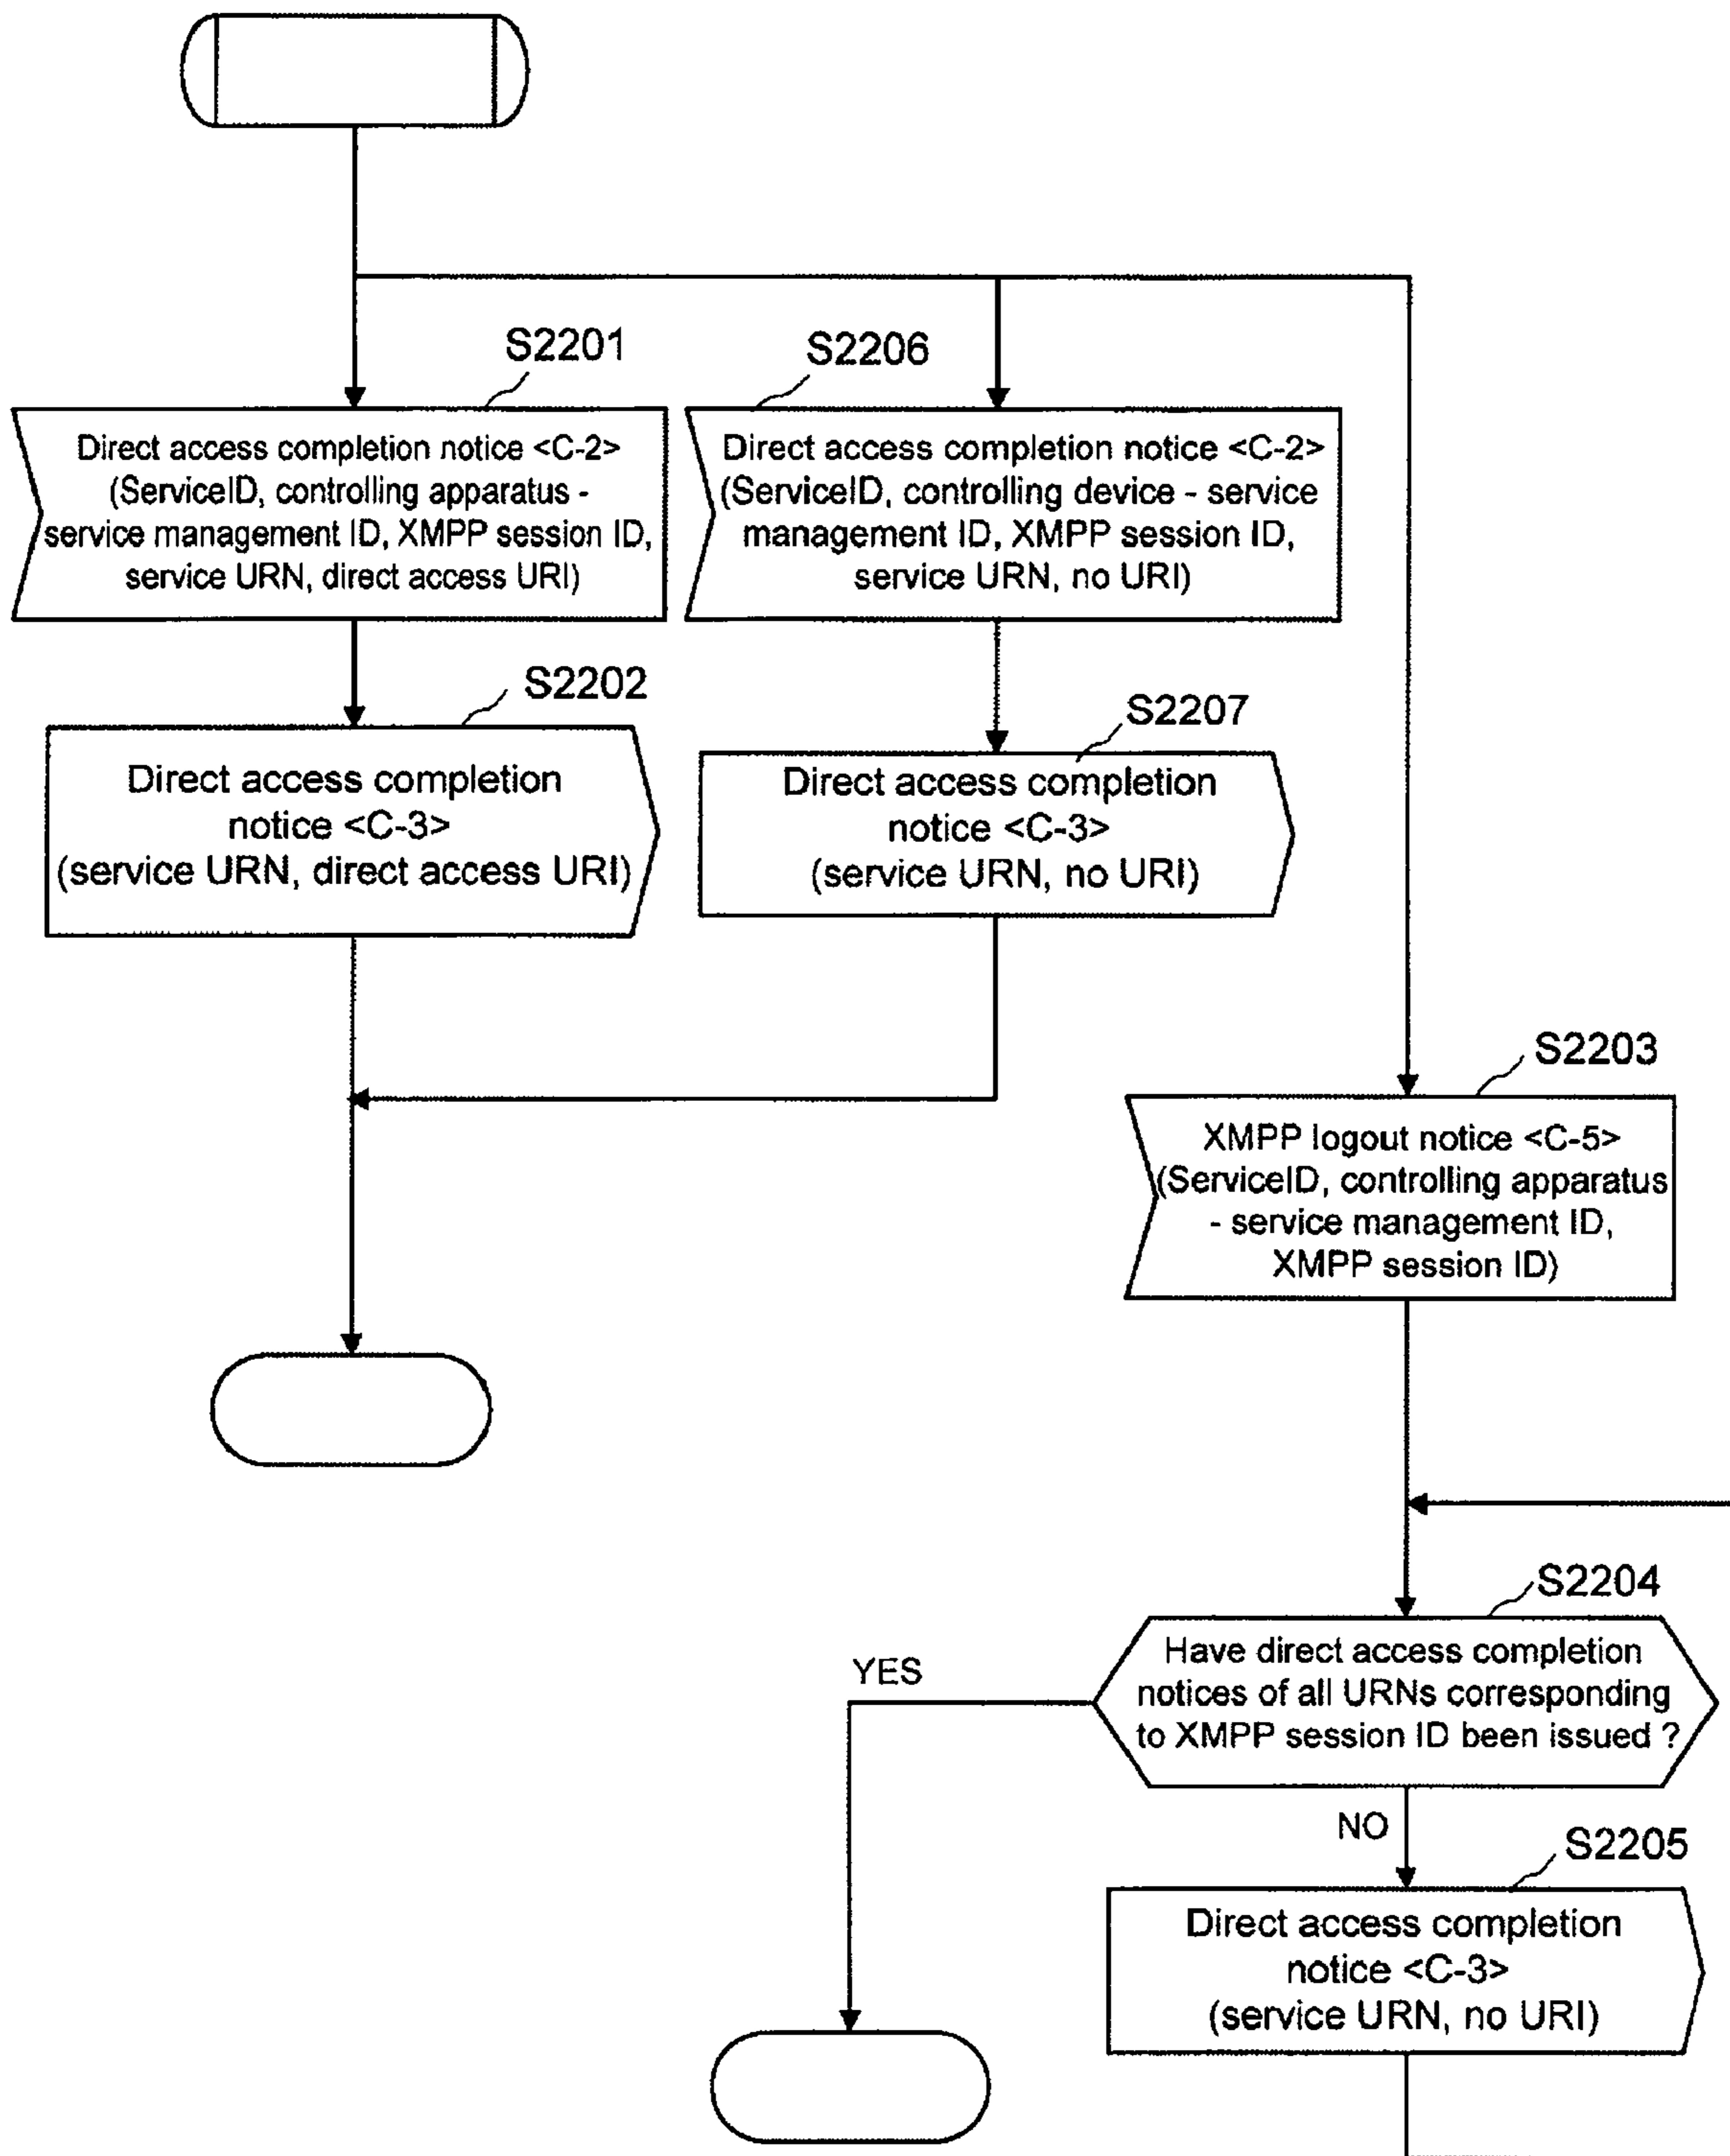 S2201
Direct access completion notice <C-2>
(ServiceID, controlling apparatus -
service management ID, XMPP session ID,
service URN, direct access URI)
S2206
Direct access completion notice <C-2>
(ServiceID, controlling device - service
management ID, XMPP session ID,
service URN, no URI)
S2202
Direct access completion
notice <C-3>
(service URN, direct access URI)
S2207
Direct access completion
notice <C-3>
(service URN, no URI)
S2203
XMPP logout notice <C-5>
(ServiceID, controlling apparatus
- service management ID,
XMPP session ID)
S2204
Have direct access completion
notices of all URNs corresponding
to XMPP session ID been issued ?
YES
NO
S2205
Direct access completion
notice <C-3>
(service URN, no URI)